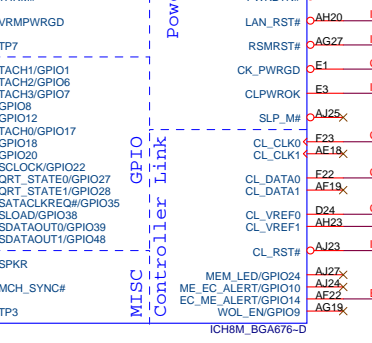 VRMPWRGD
TP7
TACH1/GPIO1
TACH2/GPIO6
TACH3/GPIO7
GPIO8
GPIO12
TACH0/GPIO17
GPIO18
GPIO20
SCLOCK/GPIO22
QRT_STATE0/GPIO27
QRT_STATE1/GPIO28
SATACLKREQ#/GPIO35
SLOAD/GPIO38
SDATAOUT0/GPIO39
SDATAOUT1/GPIO48
SPKR
MCH_SYNC#
TP3
GPIO
MISC
Controller Link
LAN_RST# AH20
RSMRST# AG27
CK_PWRGD E1
CLPWROK E3
SLP_M# AJ25
CL_CLK0 F23
CL_CLK1 AE18
CL_DATA0 F22
CL_DATA1 AF19
CL_VREF0 D24
CL_VREF1 AH23
CL_RST# AJ23
MEM_LED/GPIO24 AJ27
ME_EC_ALERT/GPIO10 AJ24
EC_ME_ALERT/GPIO14 AF22
WOL_EN/GPIO9 AG19
ICH8M_BGA676~D